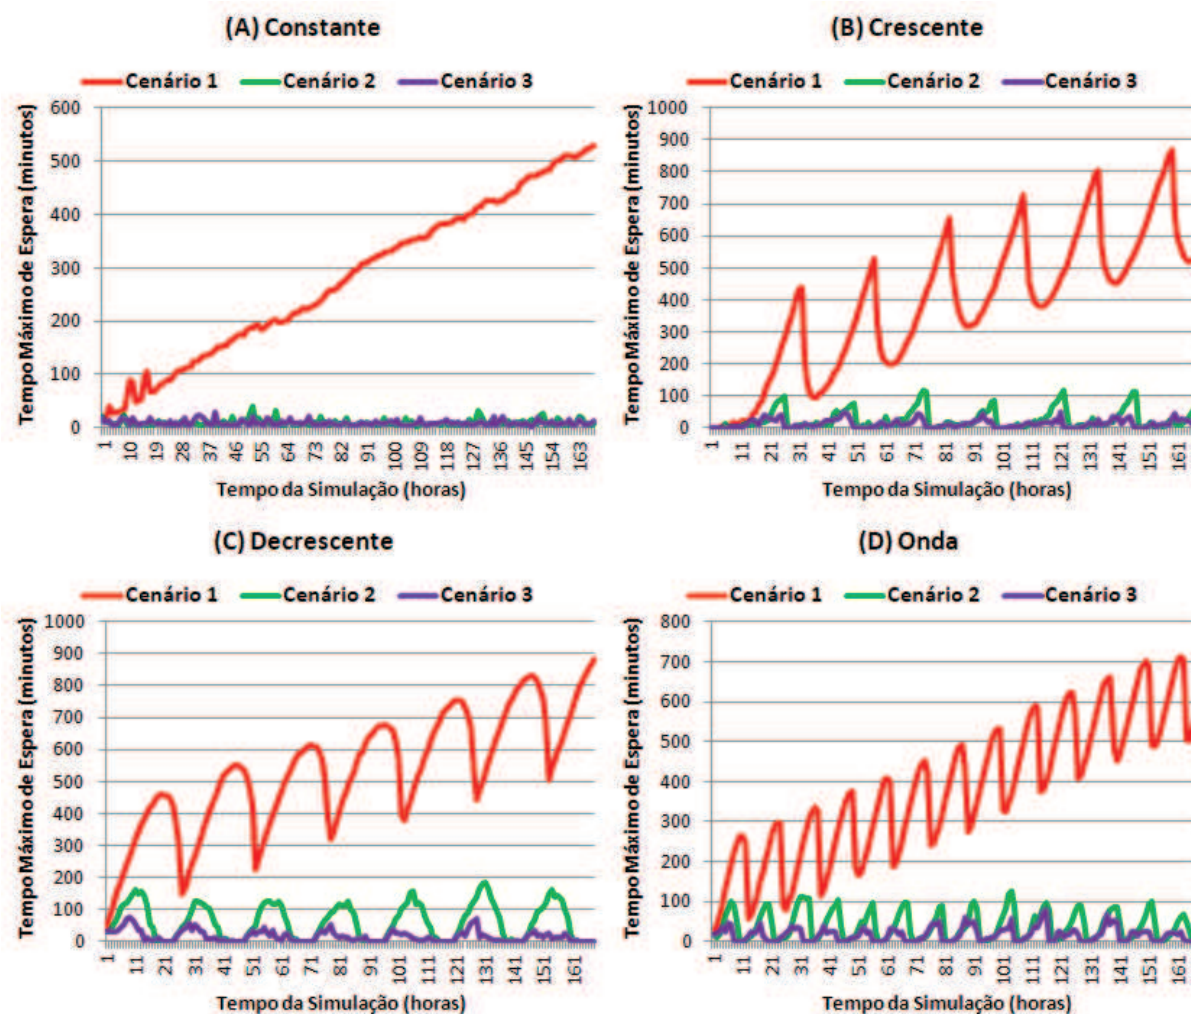 (A) Constante
Cenário 1 Cenário 2 Cenário 3
600
500
400
300
200
100
0
Tempo Máximo de Espera (minutos)
1 10 19 28 37 46 55 64 73 82 91 100 109 118 127 136 145 154 163
Tempo da Simulação (horas)
(B) Crescente
Cenário 1 Cenário 2 Cenário 3
1000
900
800
700
600
500
400
300
200
100
0
Tempo Máximo de Espera (minutos)
1 11 21 31 41 51 61 71 81 91 101 111 121 131 141 151 161
Tempo da Simulação (horas)
(C) Decrescente
Cenário 1 Cenário 2 Cenário 3
1000
900
800
700
600
500
400
300
200
100
0
Tempo Máximo de Espera (minutos)
1 11 21 31 41 51 61 71 81 91 101 111 121 131 141 151 161
Tempo da Simulação (horas)
(D) Onda
Cenário 1 Cenário 2 Cenário 3
800
700
600
500
400
300
200
100
0
Tempo Máximo de Espera (minutos)
1 11 21 31 41 51 61 71 81 91 101 111 121 131 141 151 161
Tempo da Simulação (horas)